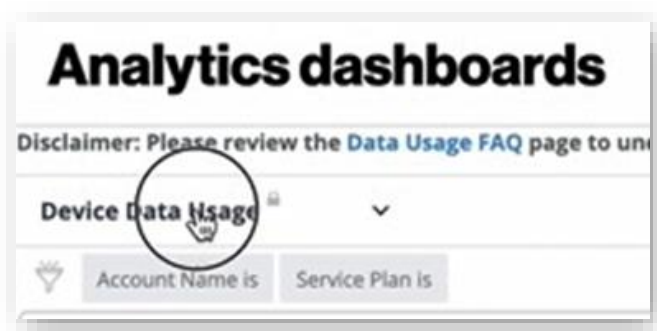 Analytics dashboards
Disclaimer: Please review the Data Usage FAQ page to
Device Data Usage
Account Name is Service Plan is